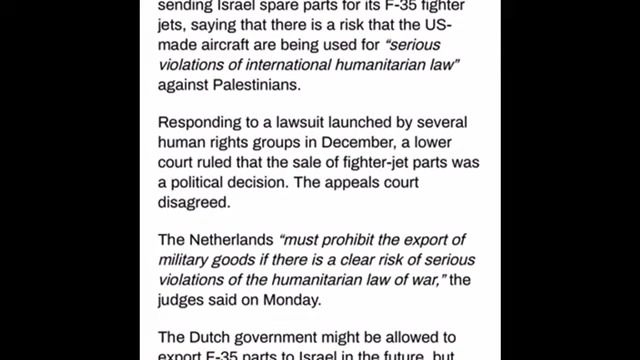 sending Israel spare parts for its F-35 fighter
jets, saying that there is a risk that the US-
made aircraft are being used for “serious
violations of international humanitarian law”
against Palestinians.
Responding to a lawsuit launched by several
human rights groups in December, a lower
court ruled that the sale of fighter-jet parts was
a political decision. The appeals court
disagreed.
The Netherlands “must prohibit the export of
military goods if there is a clear risk of serious
violations of the humanitarian law of war,” the
judges said on Monday.
The Dutch government might be allowed to
export F-35 parts to Israel in the future, but